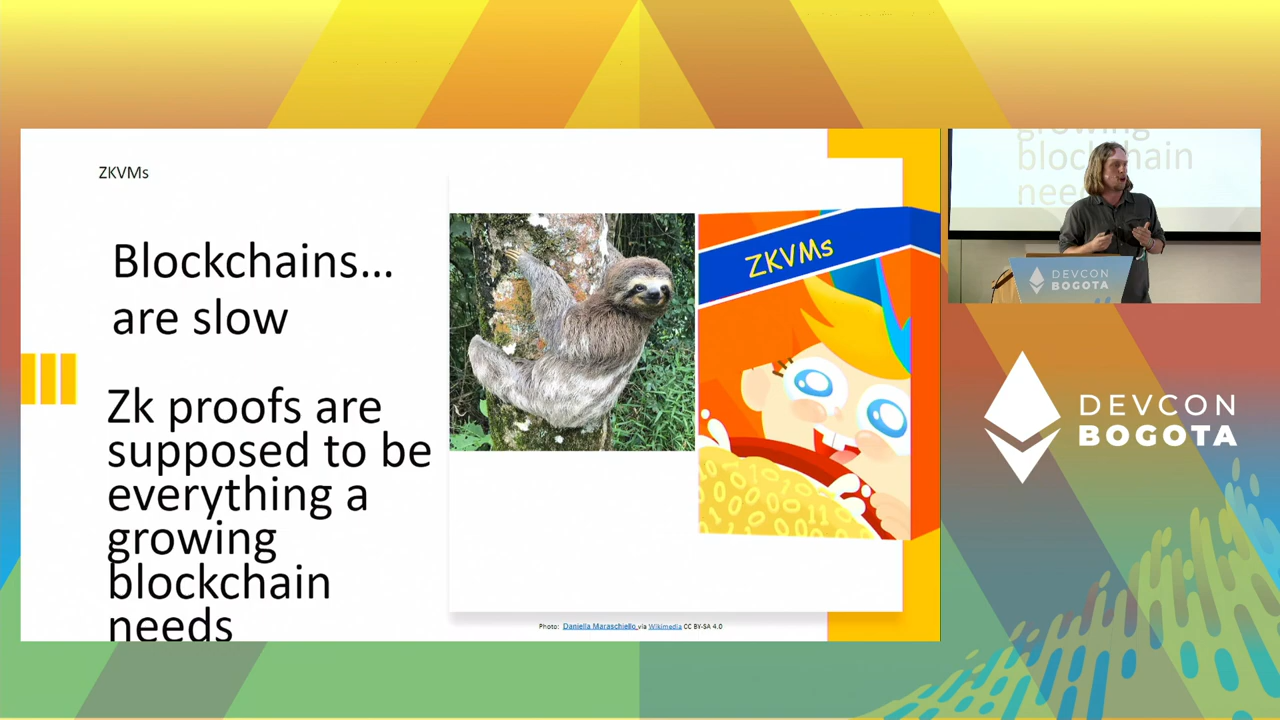 ZKVMs
Blockchains...
are slow
Zk proofs are
supposed to be
everything a
growing
blockchain
needs
ZKVMs
Photo: Daniella Maraschiello via Wikimedia CC BY-SA 4.0
growing
blockchain
need
DEVCON
BOGOTA
DEVCON
BOGOTA